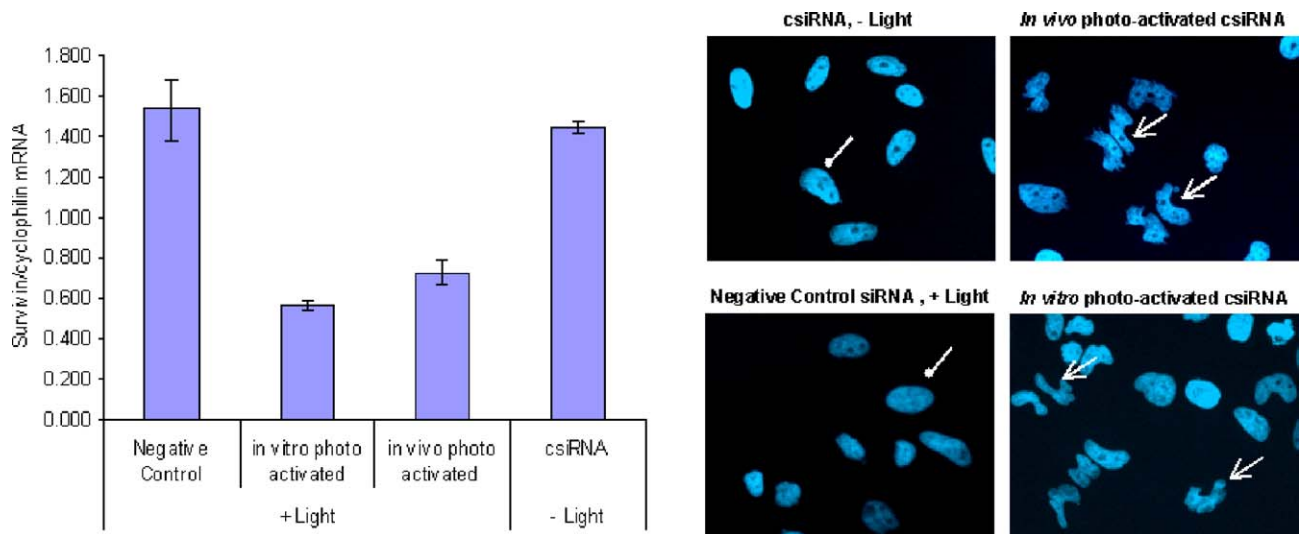 1.800
1.600
1.400
1.200
1.000
0.800
0.600
0.400
0.200
0.000
Survivin/cyclophilin mRNA
Negative
Control
in vitro photo
activated
in vivo photo
activated
csiRNA
+ Light
- Light
csiRNA, - Light
In vivo photo-activated csiRNA
Negative Control siRNA , + Light
In vitro photo-activated csiRNA